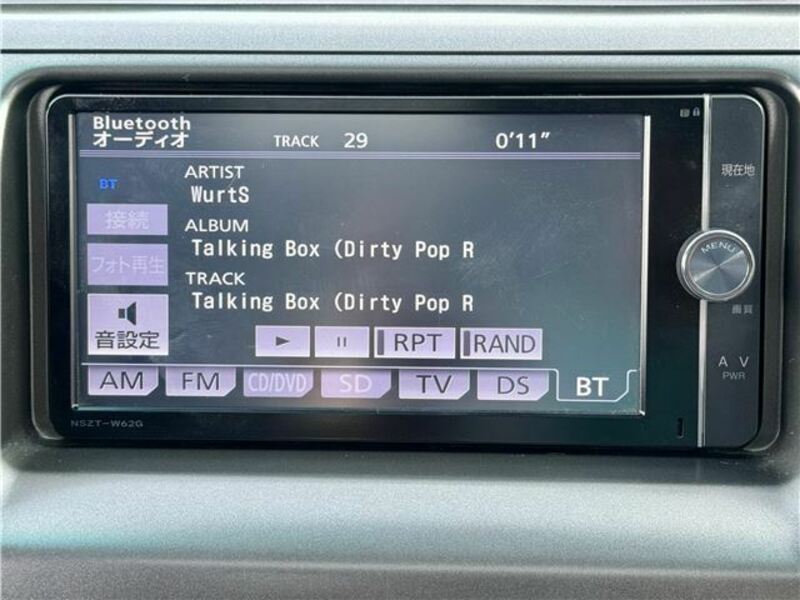 Bluetooth
オーディオ TRACK 29 0'11"
BT
ARTIST
WurtS
接続
ALBUM
Talking Box (Dirty Pop R
フォト再生
TRACK
Talking Box (Dirty Pop R
音設定
RPT RAND
AM FM CD/DVD SD TV DS BT
NSZT-W62G
現在地
MENU
画質
A V
PWR